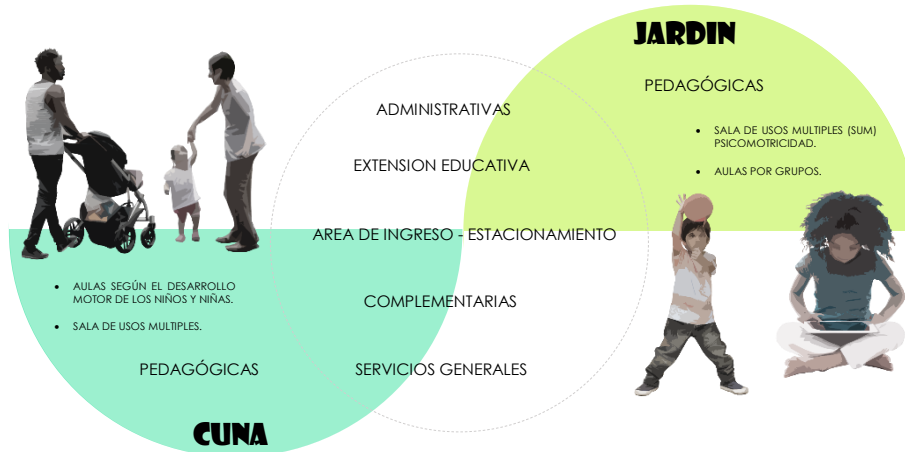 JARDIN
PEDAGÓGICAS
• SALA DE USOS MULTIPLES (SUM)
PSICOMOTRICIDAD.
• AULAS POR GRUPOS.
ADMINISTRATIVAS
EXTENSION EDUCATIVA
AREA DE INGRESO - ESTACIONAMIENTO
COMPLEMENTARIAS
SERVICIOS GENERALES
• AULAS SEGÚN EL DESARROLLO
MOTOR DE LOS NIÑOS Y NIÑAS.
• SALA DE USOS MULTIPLES.
PEDAGÓGICAS
CUNA